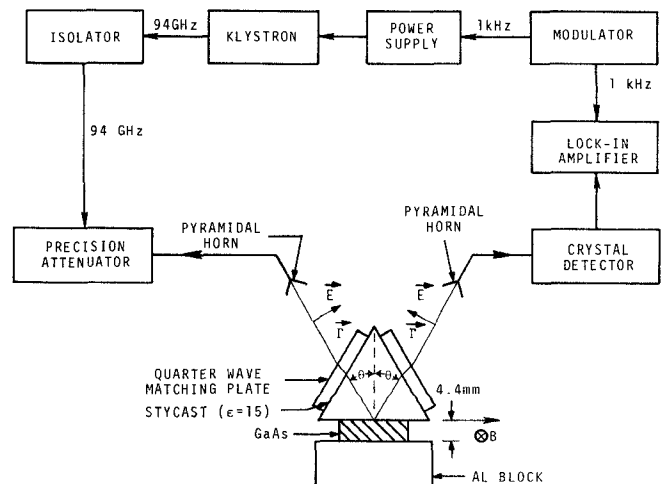 ISOLATOR
94GHz
KLYSTRON
POWER
SUPPLY
1kHz
MODULATOR
1 kHz
94 GHz
LOCK-IN
AMPLIFIER
PRECISION
ATTENUATOR
PYRAMIDAL
HORN
PYRAMIDAL
HORN
CRYSTAL
DETECTOR
E
E
Γ
Γ
QUARTER WAVE
MATCHING PLATE
θ θ
4.4mm
STYCAST (ε=15)
GaAs
⊗B
AL BLOCK